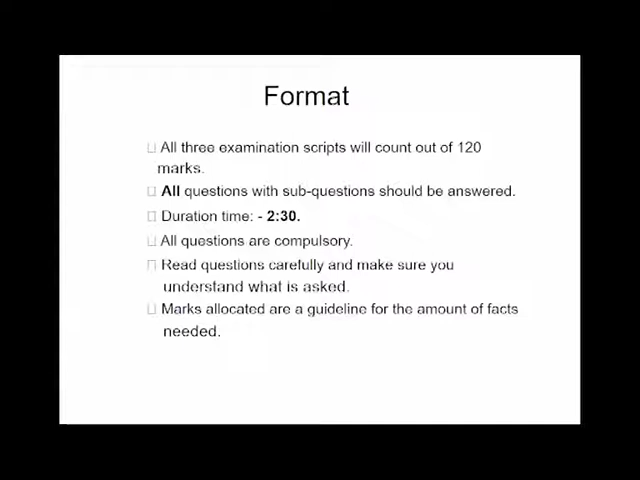 Format
All three examination scripts will count out of 120
marks.
All questions with sub-questions should be answered.
Duration time: - 2:30.
All questions are compulsory.
Read questions carefully and make sure you
understand what is asked.
Marks allocated are a guideline for the amount of facts
needed.